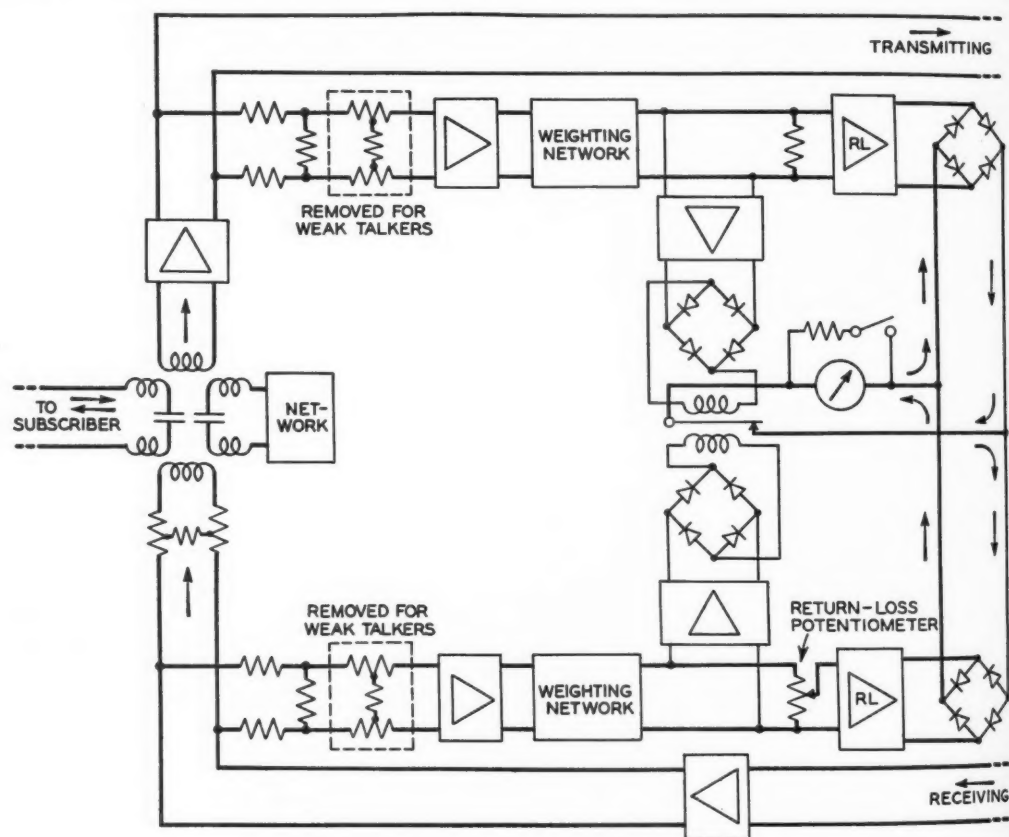 TRANSMITTING
WEIGHTING
NETWORK
RL
REMOVED FOR
WEAK TALKERS
TO
SUBSCRIBER
NET-
WORK
REMOVED FOR
WEAK TALKERS
RETURN-LOSS
POTENTIOMETER
WEIGHTING
NETWORK
RL
RECEIVING